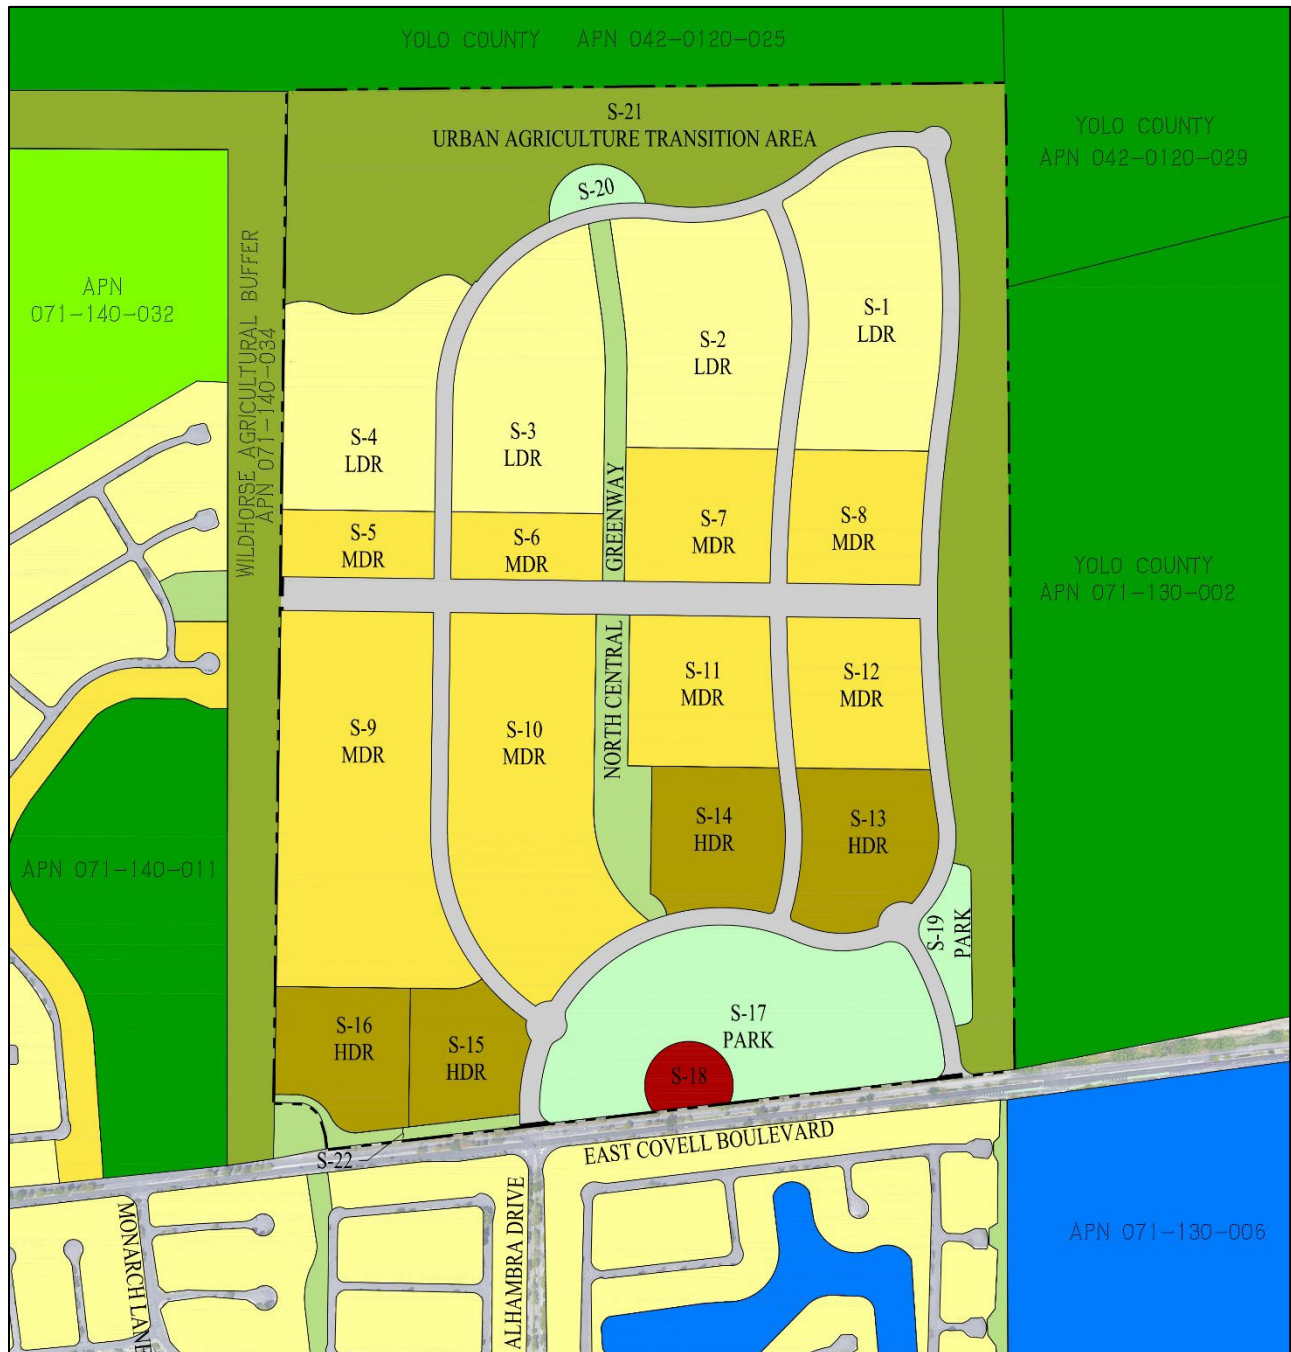 YOLO COUNTY APN 042-0120-025
S-21
URBAN AGRICULTURE TRANSITION AREA
YOLO COUNTY
APN 042-0120-029
S-20
APN
071-140-032
WILDHORSE AGRICULTURAL BUFFER
APN 071-140-034
S-1
LDR
S-2
LDR
S-3
LDR
S-4
LDR
S-5
MDR
S-6
MDR
S-7
MDR
S-8
MDR
NORTH CENTRAL GREENWAY
YOLO COUNTY
APN 071-130-002
S-9
MDR
S-10
MDR
S-11
MDR
S-12
MDR
S-14
HDR
S-13
HDR
APN 071-140-011
S-19
PARK
S-17
PARK
S-16
HDR
S-15
HDR
S-18
S-22
EAST COVELL BOULEVARD
MONARCH LANE
ALHAMBRA DRIVE
APN 071-130-006